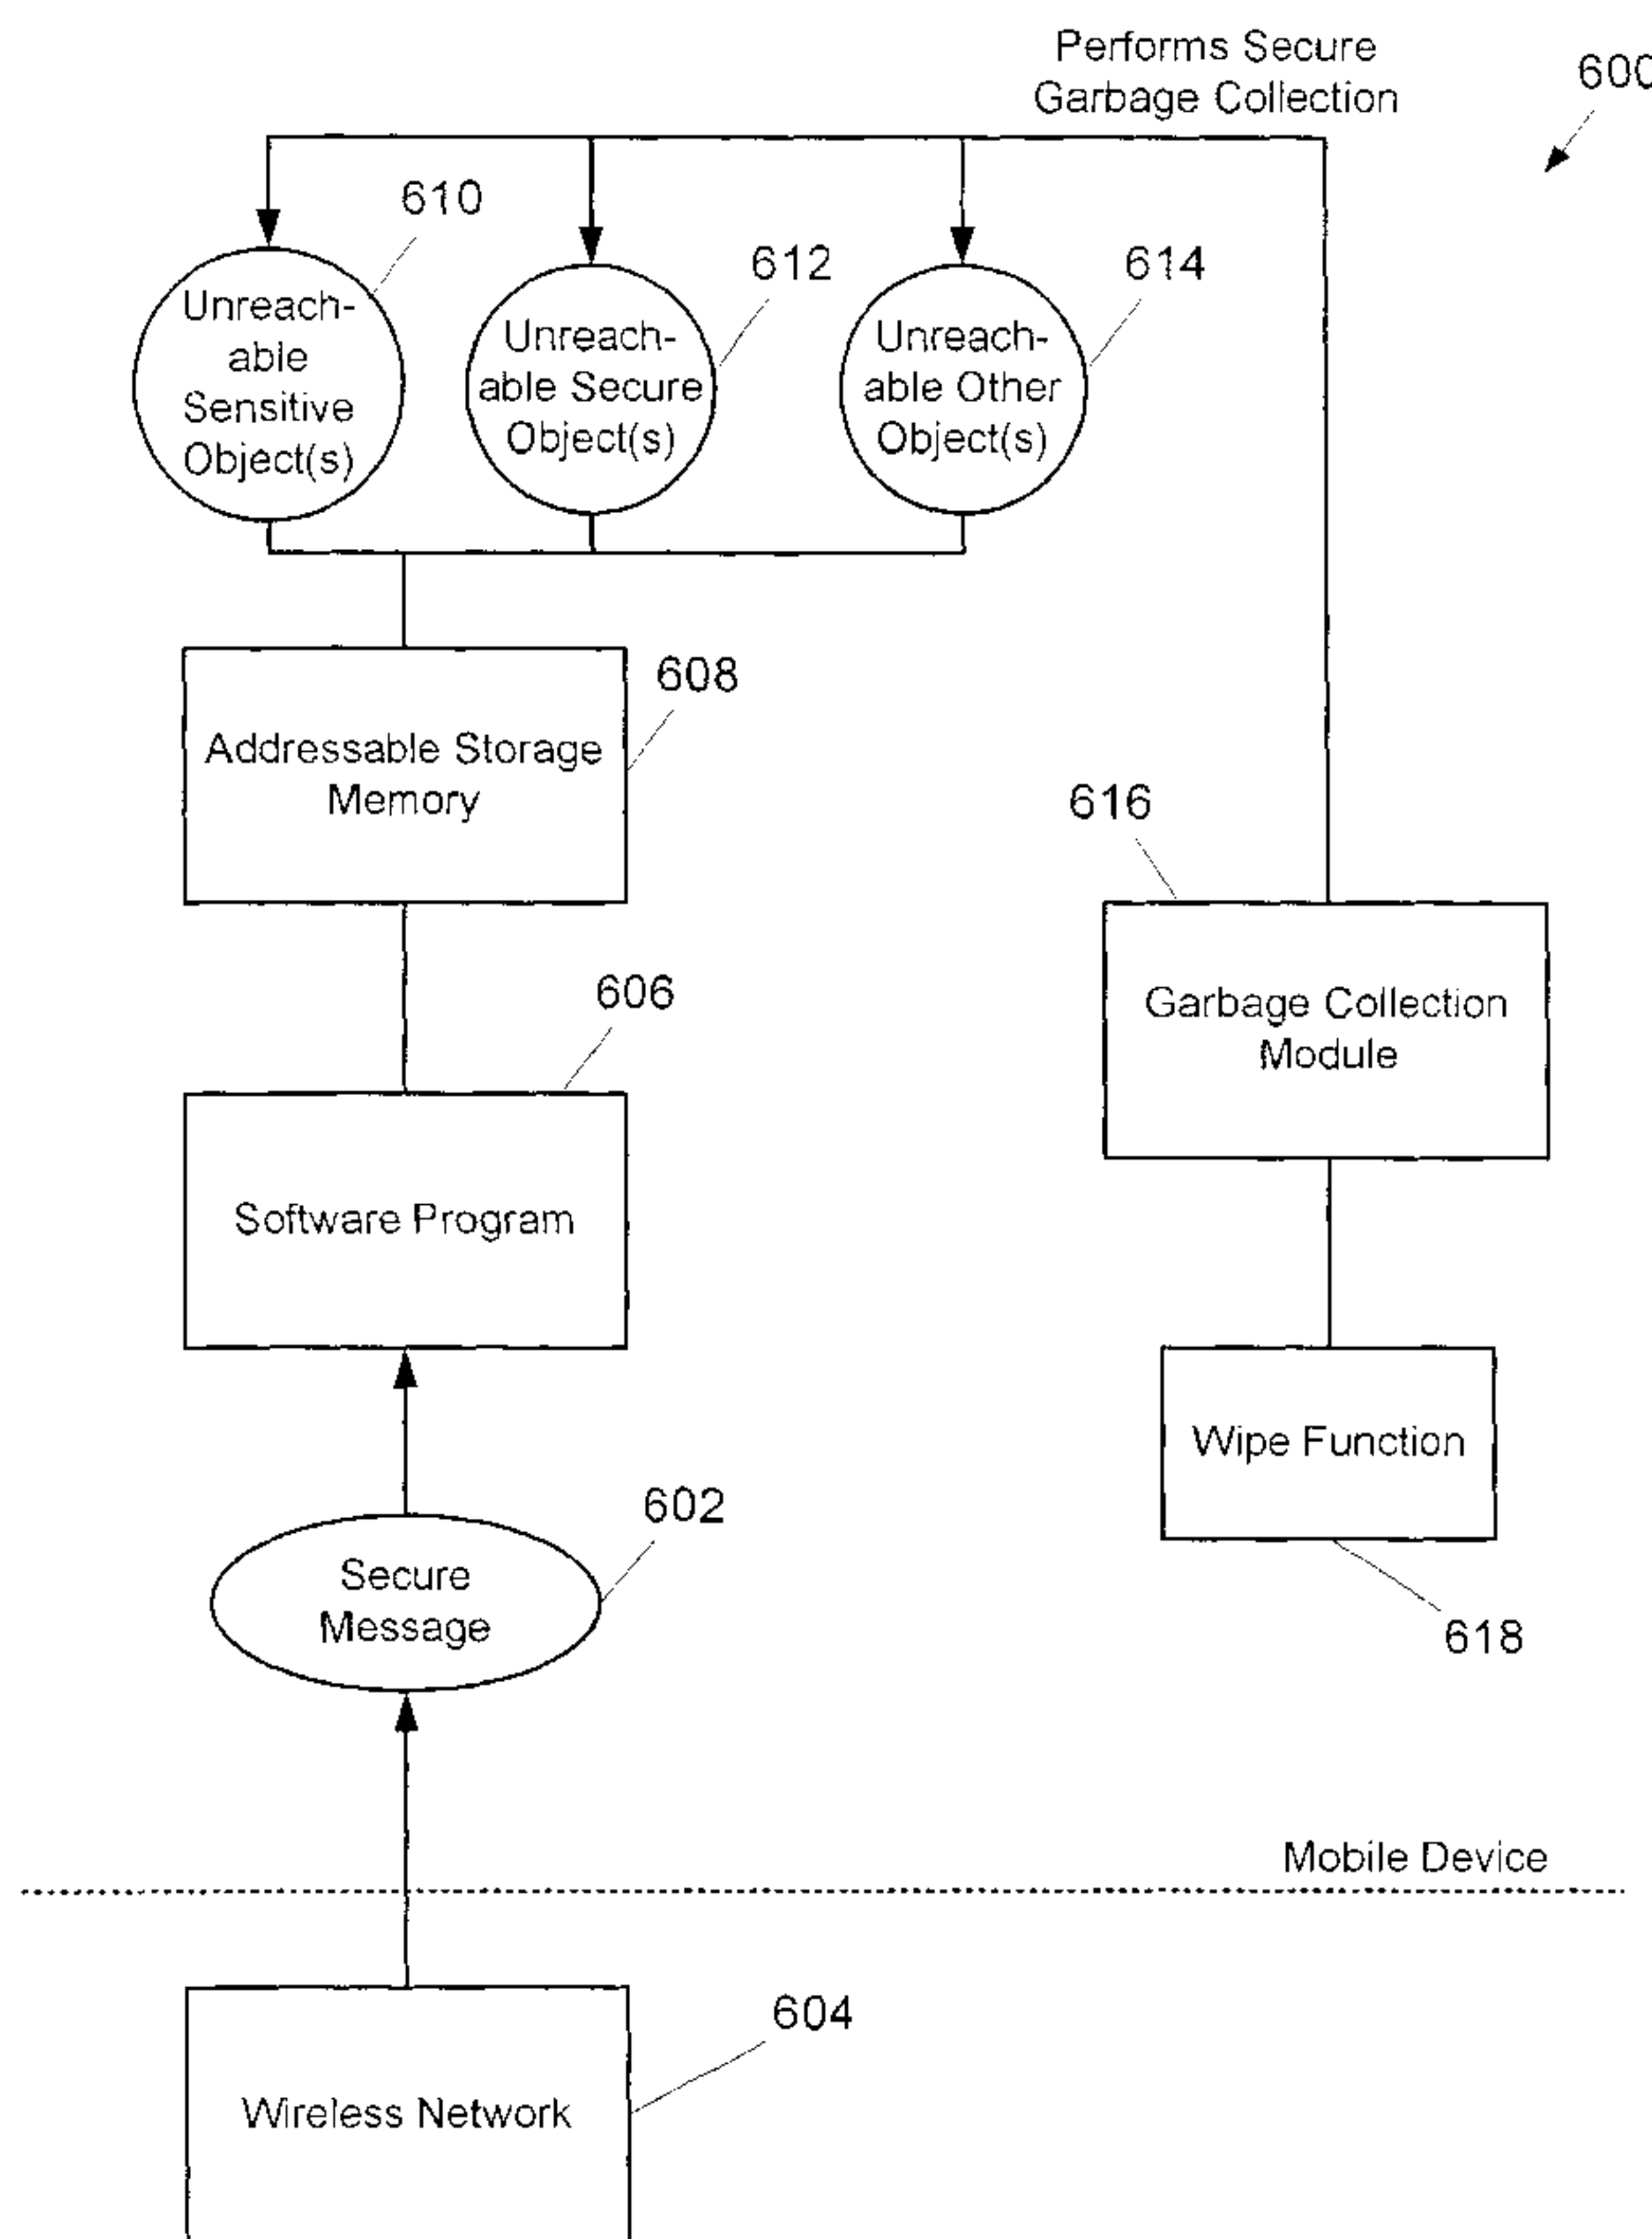 Performs Secure
Garbage Collection
600
610
Unreach-
able
Sensitive
Object(s)
612
Unreach-
able Secure
Object(s)
614
Unreach-
able Other
Object(s)
608
Addressable Storage
Memory
616
Garbage Collection
Module
606
Software Program
Wipe Function
618
602
Secure
Message
Mobile Device
604
Wireless Network